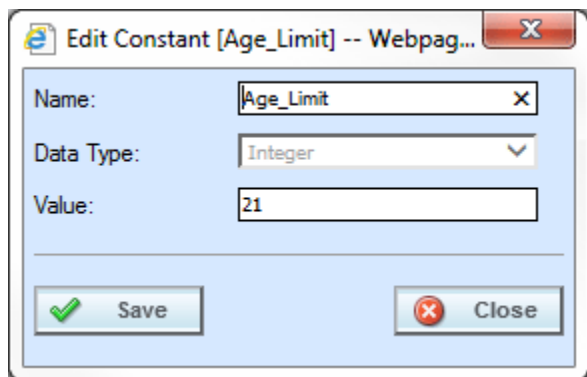 Edit Constant [Age_Limit] -- Webpag...
Name: Age_Limit
Data Type: Integer
Value: 21
Save Close